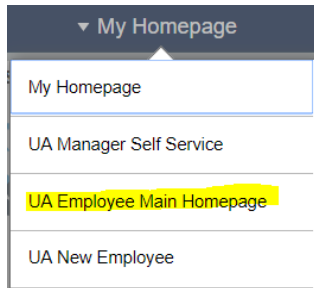 ▼ My Homepage
My Homepage
UA Manager Self Service
UA Employee Main Homepage
UA New Employee